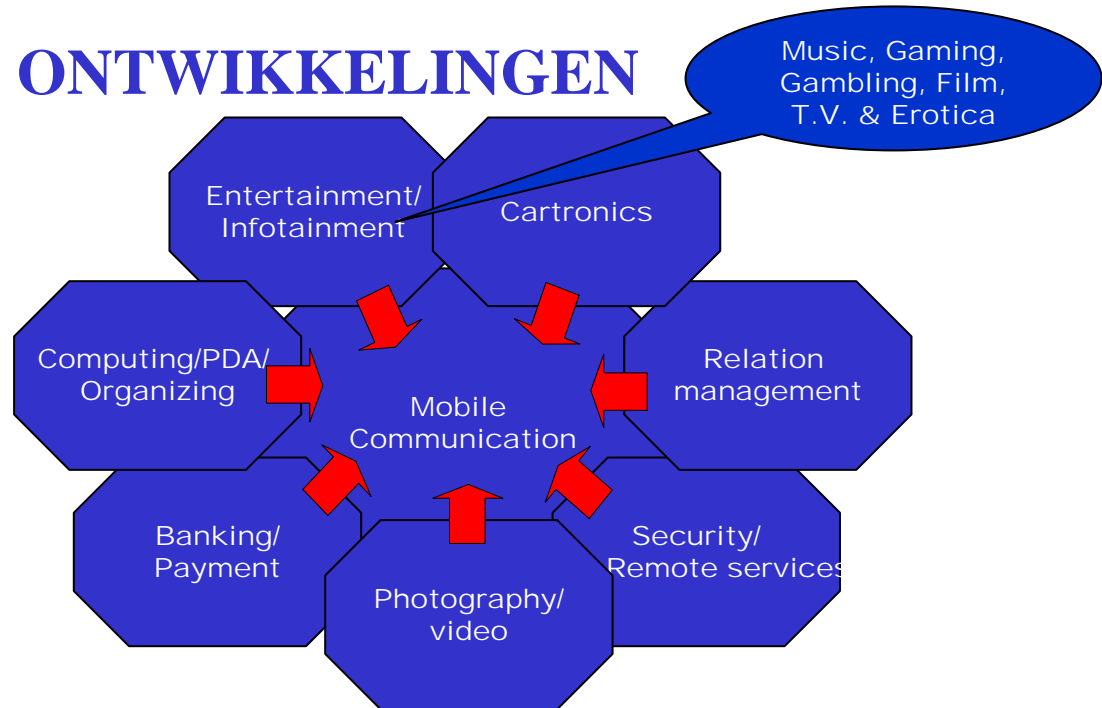 ONTWIKKELINGEN
Music, Gaming,
Gambling, Film,
T.V. & Erotica
Entertainment/
Infotainment
Cartronics
Computing/PDA/
Organizing
Mobile
Communication
Relation
management
Banking/
Payment
Photography/
video
Security/
Remote services